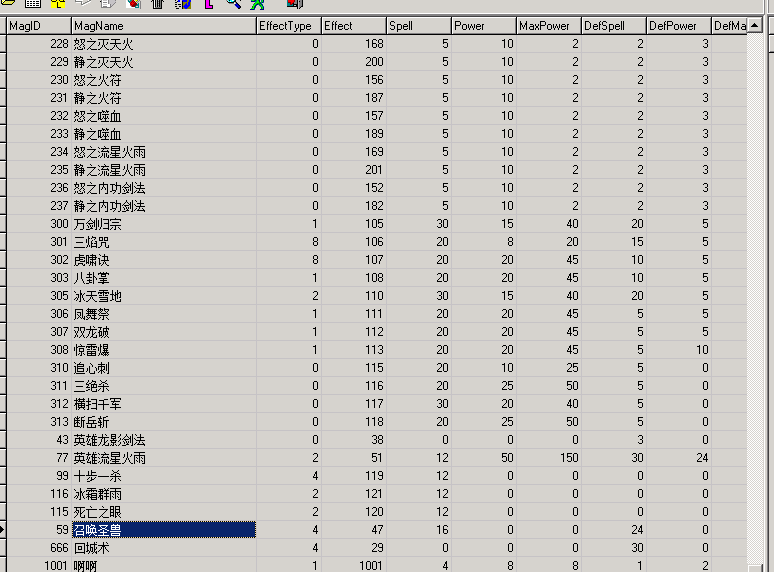 MagID MagName EffectType Effect Spell Power MaxPower DefSpell DefPower DefMa
228 怒之灭天火 0 168 5 10 2 2 3
229 静之灭天火 0 200 5 10 2 2 3
230 怒之火符 0 156 5 10 2 2 3
231 静之火符 0 187 5 10 2 2 3
232 怒之噬血 0 157 5 10 2 2 3
233 静之噬血 0 189 5 10 2 2 3
234 怒之流星火雨 0 169 5 10 2 2 3
235 静之流星火雨 0 201 5 10 2 2 3
236 怒之内功剑法 0 152 5 10 2 2 3
237 静之内功剑法 0 182 5 10 2 2 3
300 万剑归宗 1 105 30 15 40 20 5
301 三焰咒 8 106 20 8 20 15 5
302 虎啸诀 8 107 20 20 45 10 5
303 八卦掌 1 108 20 20 45 10 5
305 冰天雪地 2 110 30 15 40 20 5
306 凤舞祭 1 111 20 20 45 5 5
307 双龙破 1 112 20 20 45 5 5
308 惊雷爆 1 113 20 20 45 5 10
310 追心刺 0 115 20 10 25 5 0
311 三绝杀 0 116 20 25 50 5 0
312 横扫千军 0 117 30 20 40 5 0
313 断岳斩 0 118 20 25 50 5 0
43 英雄龙影剑法 0 38 0 0 0 3 0
77 英雄流星火雨 2 51 12 50 150 30 24
99 十步一杀 4 119 12 0 0 0 0
116 冰霜群雨 2 121 12 0 0 0 0
115 死亡之眼 2 120 12 0 0 0 0
59 召唤圣兽 4 47 16 0 0 24 0
666 回城术 4 29 0 0 0 30 0
1001 啊啊 1 1001 4 8 8 1 2